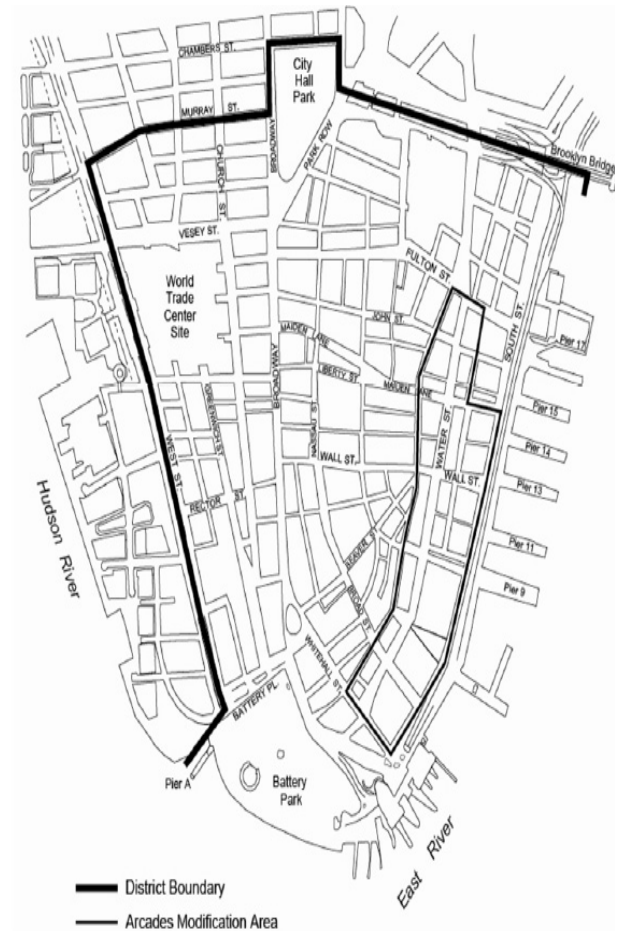 CHAMBERS ST.
City
Hall
Park
MURRAY ST.
BROADWAY
PARK ROW
Brooklyn Bridge
CHURCH ST.
VESEY ST.
FULTON ST.
World
Trade
Center
Site
SOUTH ST.
JOHN ST.
Pier 17
MAIDEN
LANE
LIBERTY ST
MAIDEN LANE
BROADWAY
GREENWICH ST
NASSAU ST
Pier 15
WATER ST.
Pier 14
WEST ST.
WALL ST.
WALL ST.
Pier 13
RECTOR ST.
Hudson River
BEAVER ST
Pier 11
BROAD ST.
Pier 9
WHITEHALL ST.
BATTERY PL.
Pier A
Battery
Park
East River
District Boundary
Arcades Modification Area